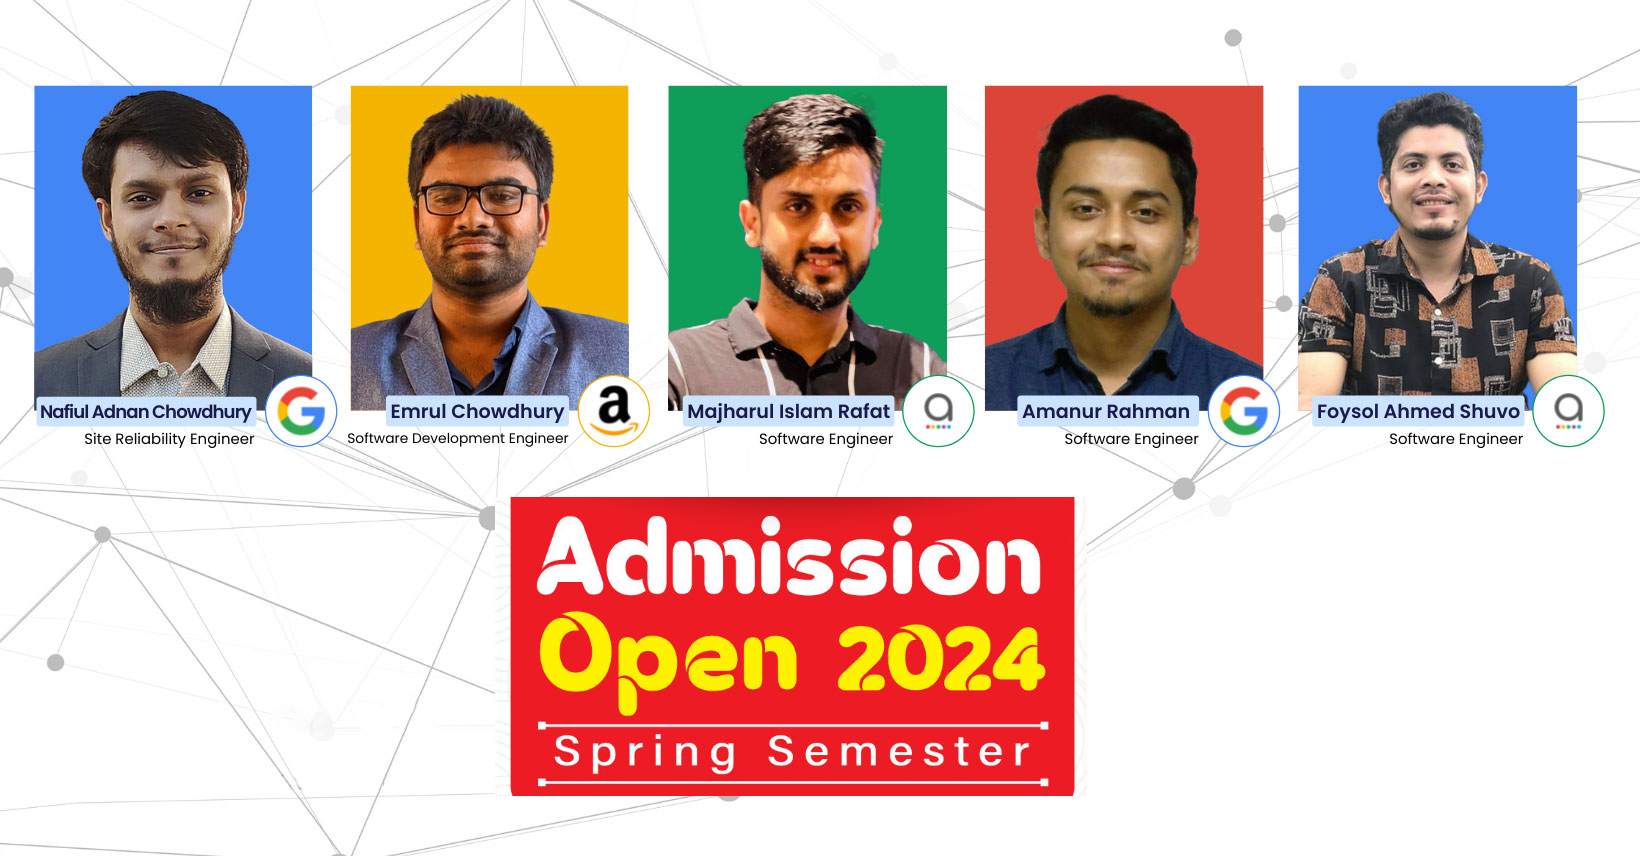 Nafiul Adnan Chowdhury
Site Reliability Engineer
Emrul Chowdhury
Software Development Engineer
Majharul Islam Rafat
Software Engineer
Amanur Rahman
Software Engineer
Foysol Ahmed Shuvo
Software Engineer
Admission
Open 2024
Spring Semester